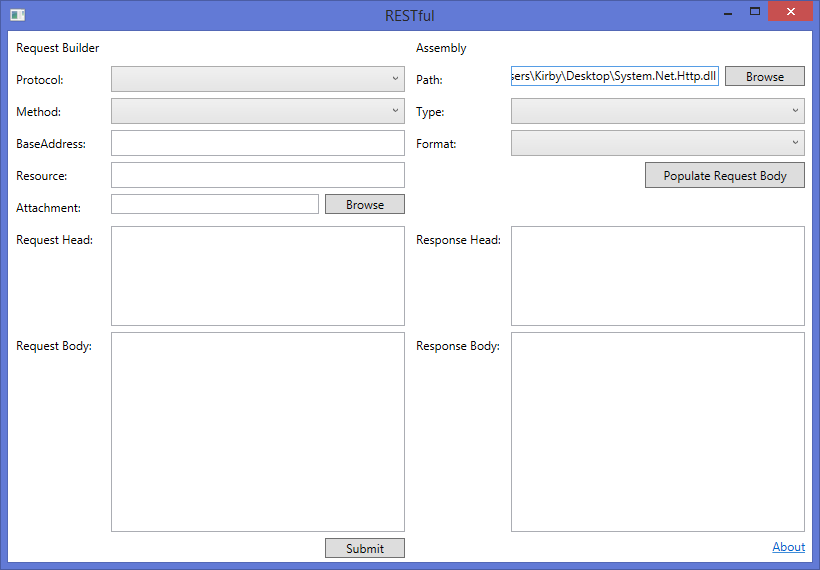 RESTful
Request Builder
Protocol:
Method:
BaseAddress:
Resource:
Attachment:
Browse
Request Head:
Request Body:
Submit
Assembly
Path:
sers\Kirby\Desktop\System.Net.Http.dll
Browse
Type:
Format:
Populate Request Body
Response Head:
Response Body:
About